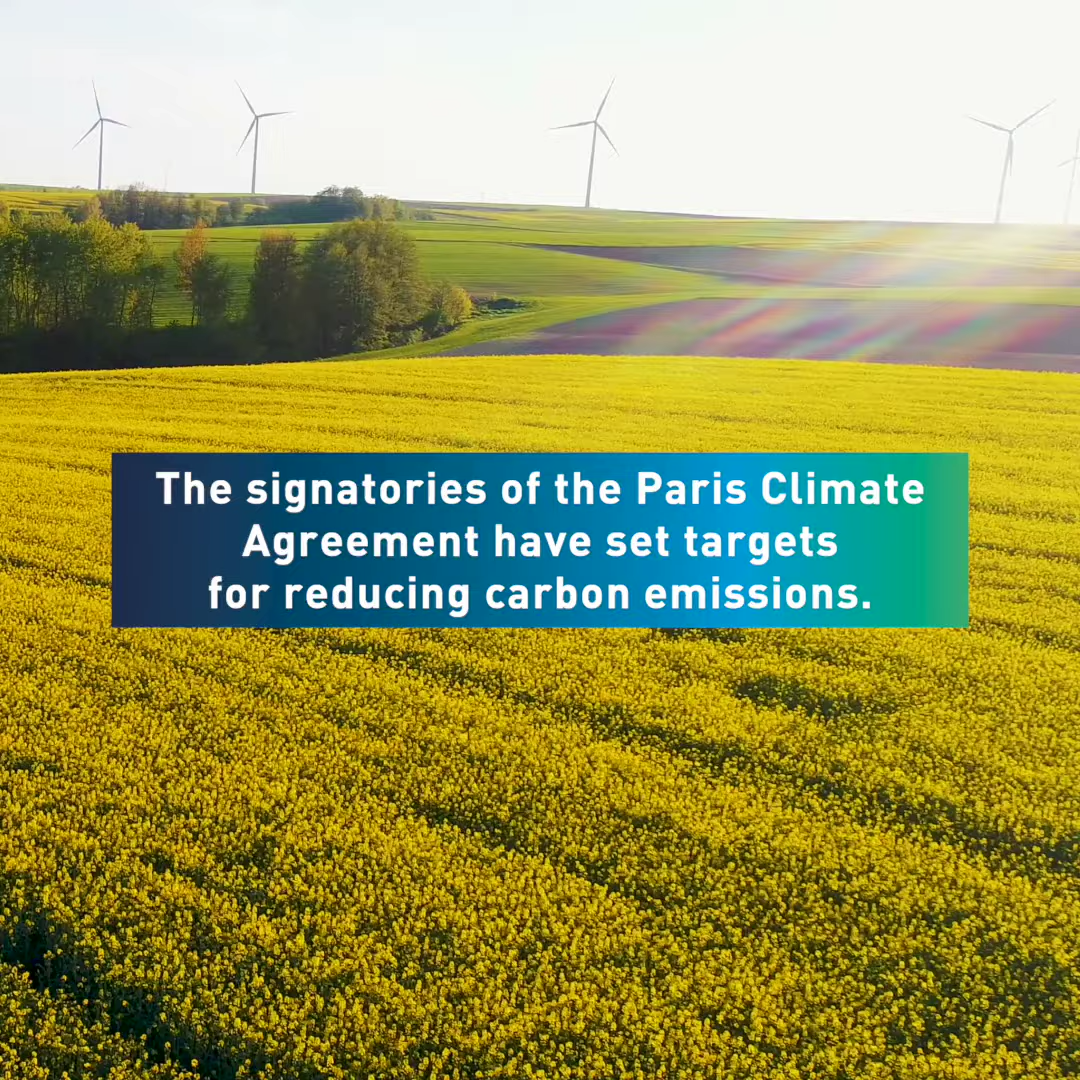 The signatories of the Paris Climate
Agreement have set targets
for reducing carbon emissions.